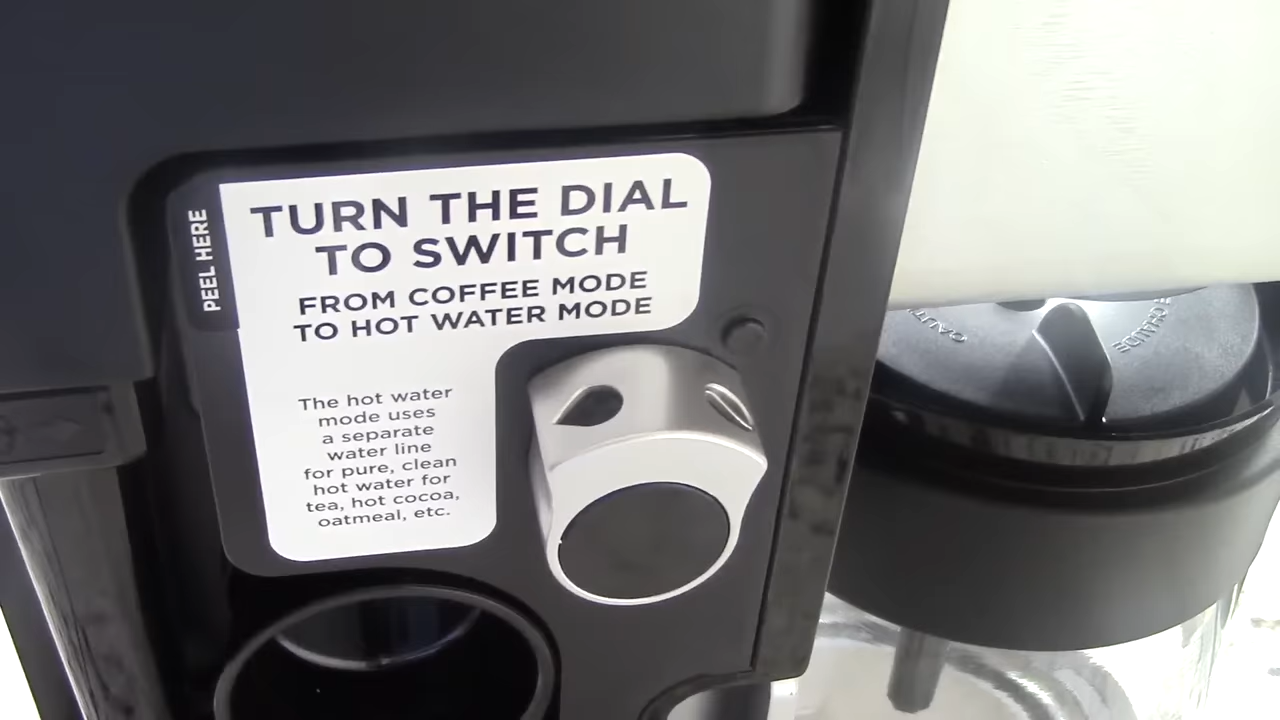 PEEL HERE
TURN THE DIAL
TO SWITCH
FROM COFFEE MODE
TO HOT WATER MODE
The hot water
mode uses
a separate
water line
for pure, clean
hot water for
tea, hot cocoa,
oatmeal, etc.
CHAUDE